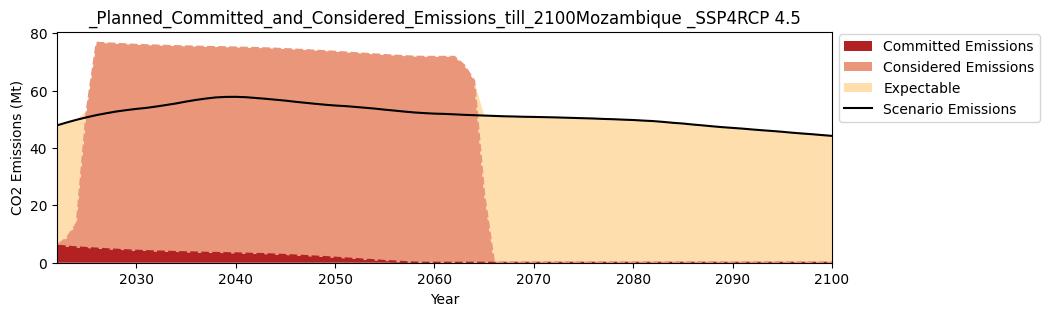 _Planned_Committed_and_Considered_Emissions_till_2100Mozambique _SSP4RCP 4.5
CO2 Emissions (Mt)
80
60
40
20
0
2030 2040 2050 2060 2070 2080 2090 2100
Year
Committed Emissions
Considered Emissions
Expectable
Scenario Emissions